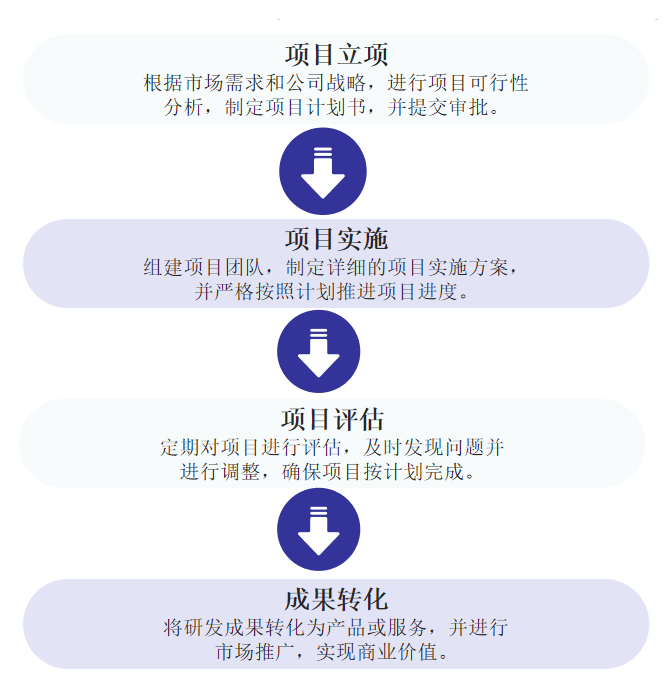 项目立项
根据市场需求和公司战略，进行项目可行性
分析，制定项目计划书，并提交审批。
项目实施
组建项目团队，制定详细的项目实施方案，
并严格按照计划推进项目进度。
项目评估
定期对项目进行评估，及时发现问题并
进行调整，确保项目按计划完成。
成果转化
将研发成果转化为产品或服务，并进行
市场推广，实现商业价值。